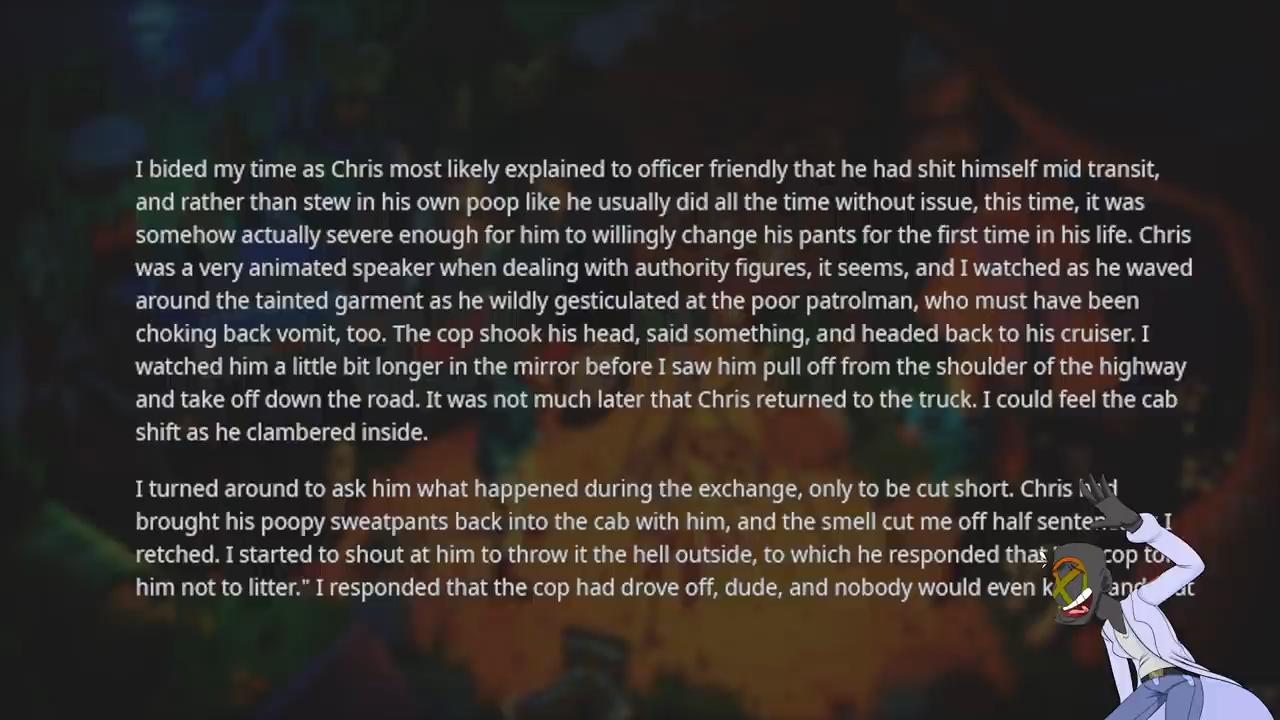 I bided my time as Chris most likely explained to officer friendly that he had shit himself mid transit,
and rather than stew in his own poop like he usually did all the time without issue, this time, it was
somehow actually severe enough for him to willingly change his pants for the first time in his life. Chris
was a very animated speaker when dealing with authority figures, it seems, and I watched as he waved
around the tainted garment as he wildly gesticulated at the poor patrolman, who must have been
choking back vomit, too. The cop shook his head, said something, and headed back to his cruiser. I
watched him a little bit longer in the mirror before I saw him pull off from the shoulder of the highway
and take off down the road. It was not much later that Chris returned to the truck. I could feel the cab
shift as he clambered inside.
I turned around to ask him what happened during the exchange, only to be cut short. Chris
brought his poopy sweatpants back into the cab with him, and the smell cut me off half I
retched. I started to shout at him to throw it the hell outside, to which he responded that cop
him not to litter." I responded that the cop had drove off, dude, and nobody would even and